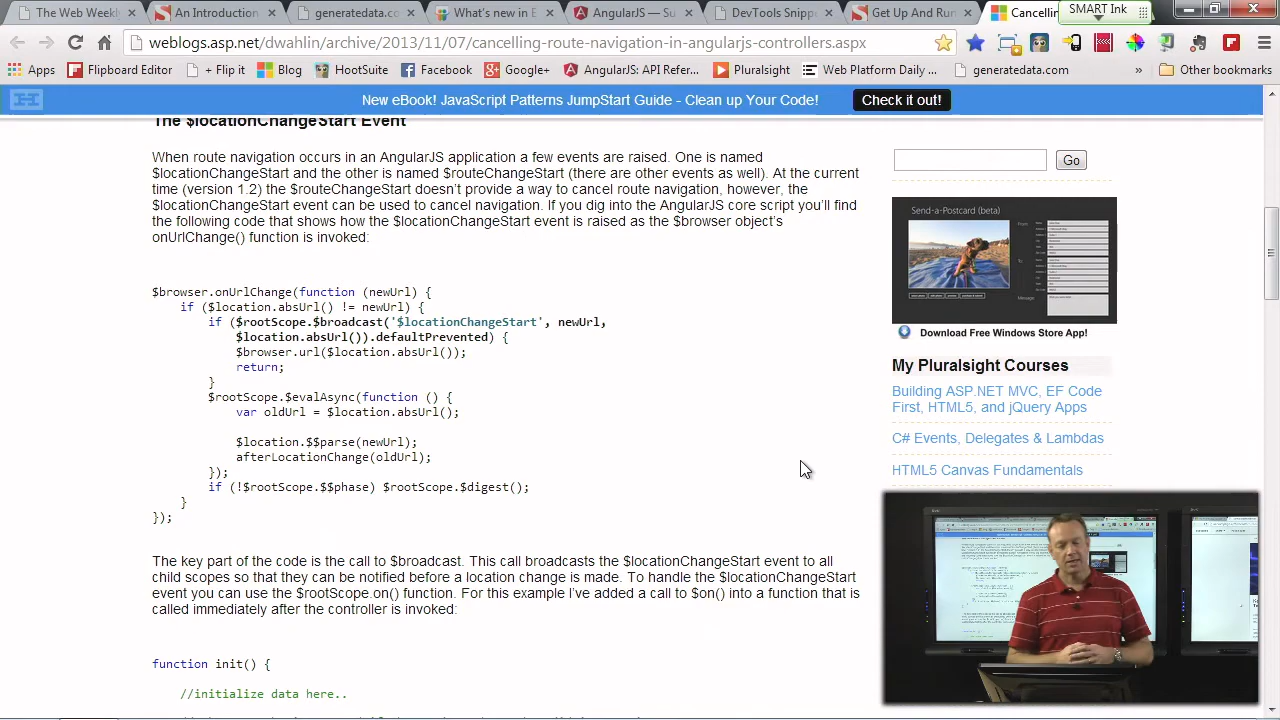 The Web Weekly
An Introduction
generatedata.com
What's
AngularJS — Su
Snipp
Get Up And Run
Cancellin
SMART Ink
weblogs.asp.net/dwahlin/archive/2013/11/07/cancelling-route-navigation-in-angularjs-controllers.aspx
Apps
Flipboard Editor
+ Flip it
Blog
HootSuite
Facebook
Google+
AngularJS: API Refer...
Pluralsight
Web Platform Daily ...
generatedata.com
»
Other bookmarks
New eBook! JavaScript Patterns JumpStart Guide - Clean up Your Code!
Check it out!
The $locationChangeStart Event
When route navigation occurs in an AngularJS application a few events are raised. One is named
$locationChangeStart and the other is named $routeChangeStart (there are other events as well). At the current
time (version 1.2) the $routeChangeStart doesn't provide a way to cancel route navigation, however, the
$locationChangeStart event can be used to cancel navigation. If you dig into the AngularJS core script you'll find
the following code that shows how the $locationChangeStart event is raised as the $browser object's
onUrlChange() function is invoked:
$browser.onUrlChange(function (newUrl) {
if ($location.absUrl() != newUrl) {
if ($rootScope.$broadcast('$locationChangeStart', newUrl,
$location.absUrl()).defaultPrevented) {
$browser.url($location.absUrl());
return;
}
$rootScope.$evalAsync(function () {
var oldUrl = $location.absUrl();
$location.$$parse(newUrl);
afterLocationChange(oldUrl);
});
if (!$rootScope.$$phase) $rootScope.$digest();
}
});
The key part of the code is the call to $broadcast. This call broadcasts the $locationChangeStart event to all
child scopes so that they can be notified before a location change is made. To handle the $locationChangeStart
event you can use the $rootScope.on() function. For this example I've added a call to $on() into a function that is
called immediately after the controller is invoked:
function init() {
//initialize data here..
Go
Send-a-Postcard (beta)
From
To
Message
Download Free Windows Store App!
My Pluralsight Courses
Building ASP.NET MVC, EF Code
First, HTML5, and jQuery Apps
C# Events, Delegates & Lambdas
HTML5 Canvas Fundamentals